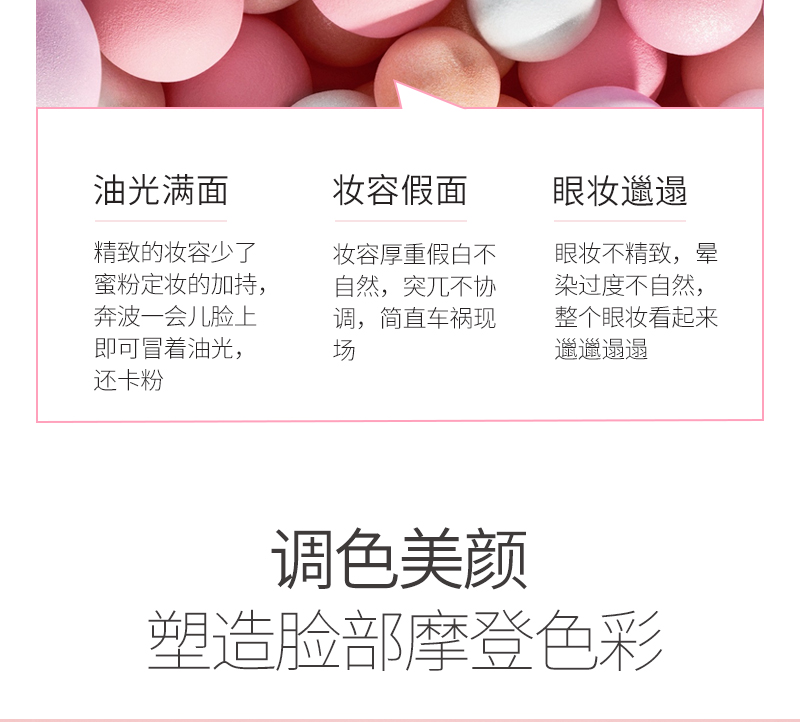 油光满面
精致的妆容少了
蜜粉定妆的加持，
奔波一会儿脸上
即可冒着油光，
还卡粉
妆容假面
妆容厚重假白不
自然，突兀不协
调，简直车祸现
场
眼妆邋遢
眼妆不精致，晕
染过度不自然，
整个眼妆看起来
邋邋遢遢
调色美颜
塑造脸部摩登色彩